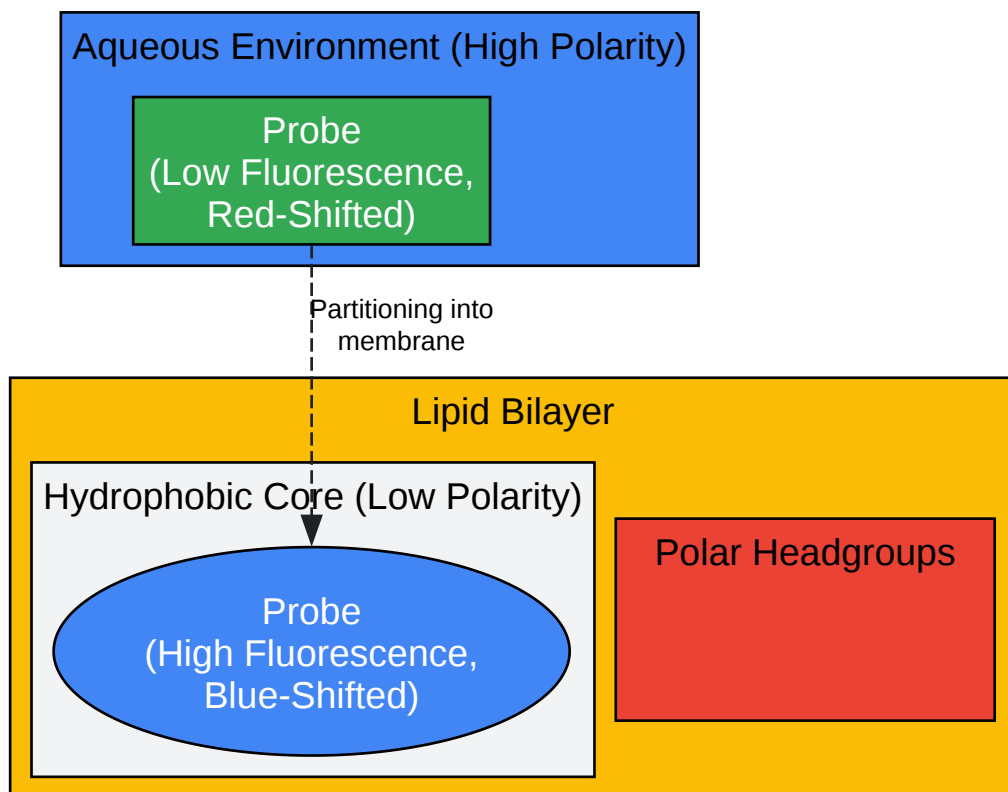 Aqueous Environment (High Polarity)
Probe
(Low Fluorescence,
Red-Shifted)
Partitioning into
membrane
Lipid Bilayer
Hydrophobic Core (Low Polarity)
Polar Headgroups
Probe
(High Fluorescence,
Blue-Shifted)